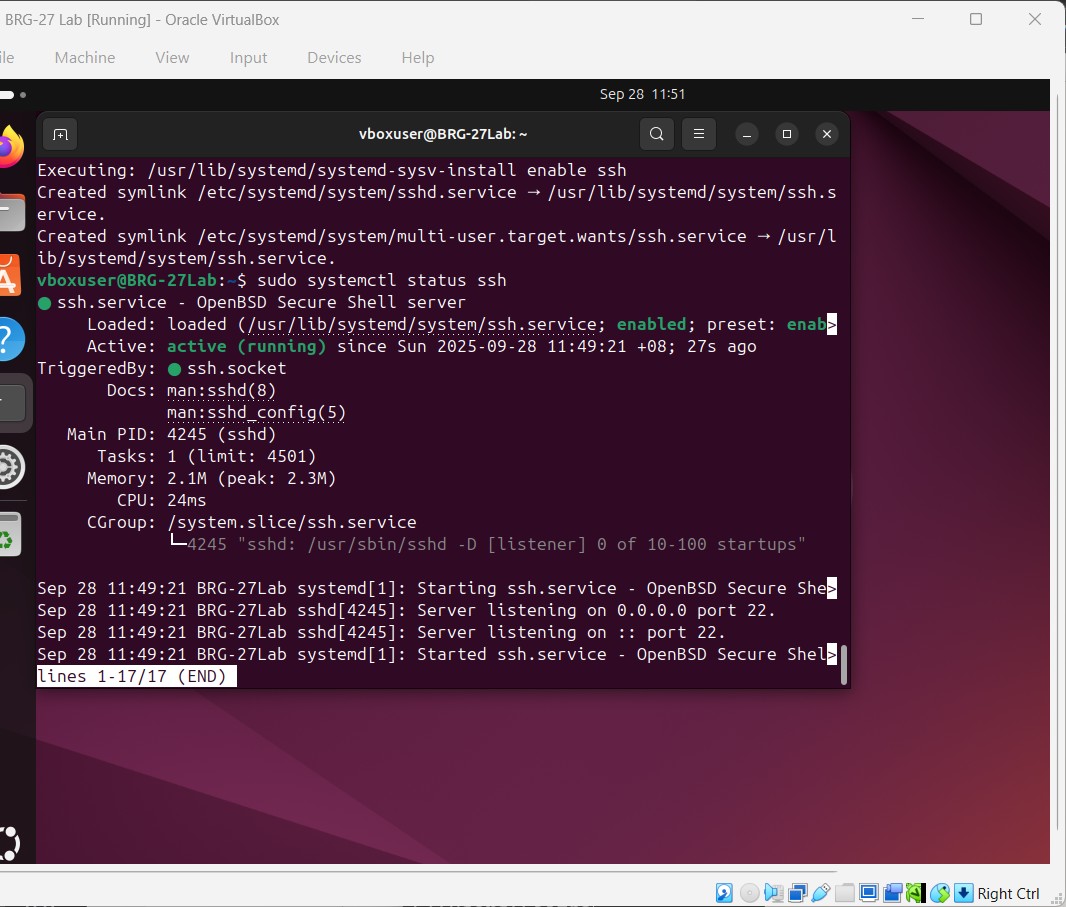 BRG-27 Lab [Running] - Oracle VirtualBox
ile Machine View Input Devices Help
Sep 28 11:51
vboxuser@BRG-27Lab: ~
Executing: /usr/lib/systemd/systemd-sysv-install enable ssh
Created symlink /etc/systemd/system/sshd.service → /usr/lib/systemd/system/ssh.s
ervice.
Created symlink /etc/systemd/system/multi-user.target.wants/ssh.service → /usr/l
ib/systemd/system/ssh.service.
vboxuser@BRG-27Lab:~$ sudo systemctl status ssh
● ssh.service - OpenBSD Secure Shell server
Loaded: loaded (/usr/lib/systemd/system/ssh.service; enabled; preset: enab>
Active: active (running) since Sun 2025-09-28 11:49:21 +08; 27s ago
TriggeredBy: ● ssh.socket
Docs: man:sshd(8)
man:sshd_config(5)
Main PID: 4245 (sshd)
Tasks: 1 (limit: 4501)
Memory: 2.1M (peak: 2.3M)
CPU: 24ms
CGroup: /system.slice/ssh.service
└─4245 "sshd: /usr/sbin/sshd -D [listener] 0 of 10-100 startups"
Sep 28 11:49:21 BRG-27Lab systemd[1]: Starting ssh.service - OpenBSD Secure She>
Sep 28 11:49:21 BRG-27Lab sshd[4245]: Server listening on 0.0.0.0 port 22.
Sep 28 11:49:21 BRG-27Lab sshd[4245]: Server listening on :: port 22.
Sep 28 11:49:21 BRG-27Lab systemd[1]: Started ssh.service - OpenBSD Secure Shel>
lines 1-17/17 (END)
Right Ctrl